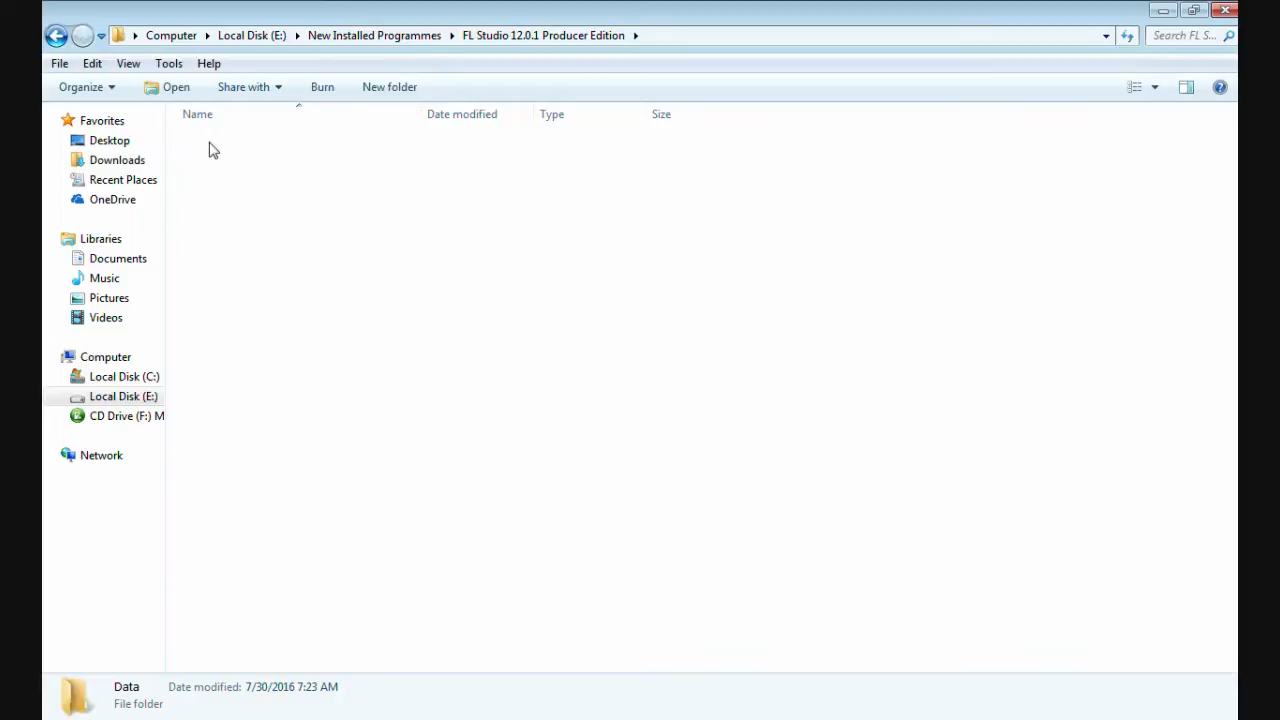 Computer Local Disk (E:) New Installed Programmes FL Studio 12.0.1 Producer Edition Search FL S...
File Edit View Tools Help
Organize Open Share with Burn New folder
Name Date modified Type Size
Favorites
Desktop
Downloads
Recent Places
OneDrive
Libraries
Documents
Music
Pictures
Videos
Computer
Local Disk (C:)
Local Disk (E:)
CD Drive (F:) M
Network
Data Date modified: 7/30/2016 7:23 AM
File folder